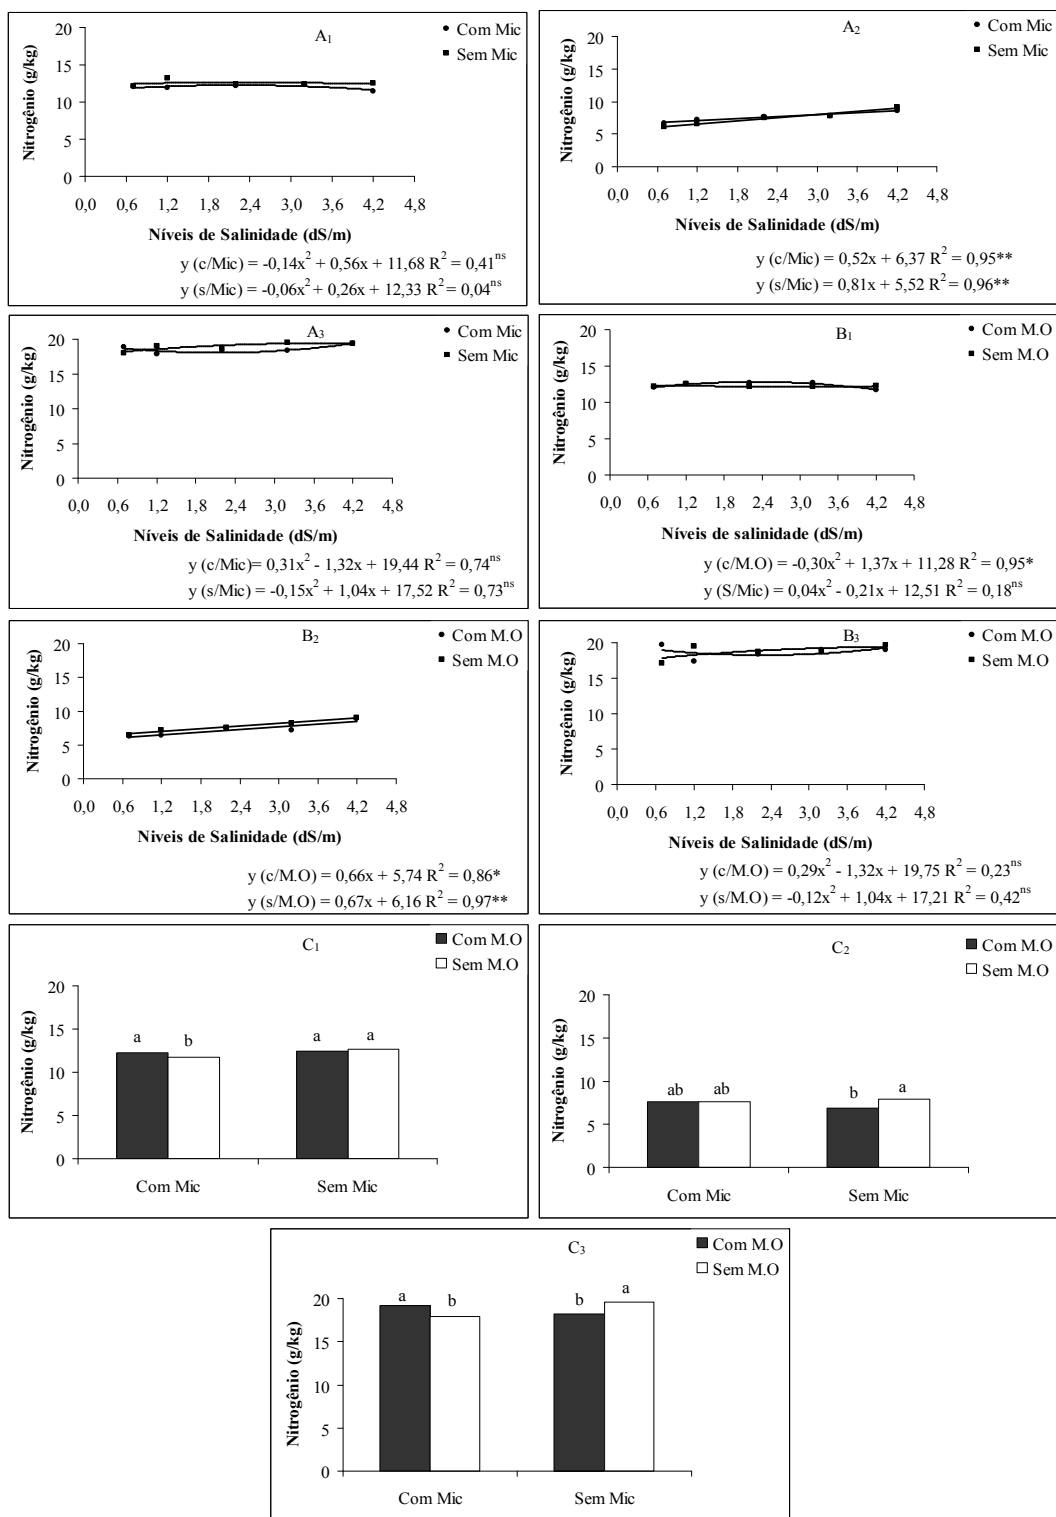 A1
Com Mic
Sem Mic
Nitrogênio (g/kg)
20
15
10
5
0
0,0 0,6 1,2 1,8 2,4 3,0 3,6 4,2 4,8
Níveis de Salinidade (dS/m)
y (c/Mic) = -0,14x² + 0,56x + 11,68 R² = 0,41ns
y (s/Mic) = -0,06x² + 0,26x + 12,33 R² = 0,04ns
A2
Com Mic
Sem Mic
Nitrogênio (g/kg)
20
15
10
5
0
0,0 0,6 1,2 1,8 2,4 3,0 3,6 4,2 4,8
Níveis de Salinidade (dS/m)
y (c/Mic) = 0,52x + 6,37 R² = 0,95**
y (s/Mic) = 0,81x + 5,52 R² = 0,96**
A3
Com Mic
Sem Mic
Nitrogênio (g/kg)
20
15
10
5
0
0,0 0,6 1,2 1,8 2,4 3,0 3,6 4,2 4,8
Níveis de Salinidade (dS/m)
y (c/Mic)= 0,31x² - 1,32x + 19,44 R² = 0,74ns
y (s/Mic) = -0,15x² + 1,04x + 17,52 R² = 0,73ns
B1
Com M.O
Sem M.O
Nitrogênio (g/kg)
20
15
10
5
0
0,0 0,6 1,2 1,8 2,4 3,0 3,6 4,2 4,8
Níveis de salinidade (dS/m)
y (c/M.O) = -0,30x² + 1,37x + 11,28 R² = 0,95*
y (S/Mic) = 0,04x² - 0,21x + 12,51 R² = 0,18ns
B2
Com M.O
Sem M.O
Nitrogênio (g/kg)
20
15
10
5
0
0,0 0,6 1,2 1,8 2,4 3,0 3,6 4,2 4,8
Níveis de Salinidade (dS/m)
y (c/M.O) = 0,66x + 5,74 R² = 0,86*
y (s/M.O) = 0,67x + 6,16 R² = 0,97**
B3
Com M.O
Sem M.O
Nitrogênio (g/kg)
20
15
10
5
0
0,0 0,6 1,2 1,8 2,4 3,0 3,6 4,2 4,8
Níveis de Salinidade (dS/m)
y (c/M.O) = 0,29x² - 1,32x + 19,75 R² = 0,23ns
y (s/M.O) = -0,12x² + 1,04x + 17,21 R² = 0,42ns
C1
Com M.O
Sem M.O
Nitrogênio (g/kg)
20
15
10
5
0
a b a a
Com Mic Sem Mic
C2
Com M.O
Sem M.O
Nitrogênio (g/kg)
20
15
10
5
0
ab ab b a
Com Mic Sem Mic
C3
Com M.O
Sem M.O
Nitrogênio (g/kg)
20
15
10
5
0
a b b a
Com Mic Sem Mic